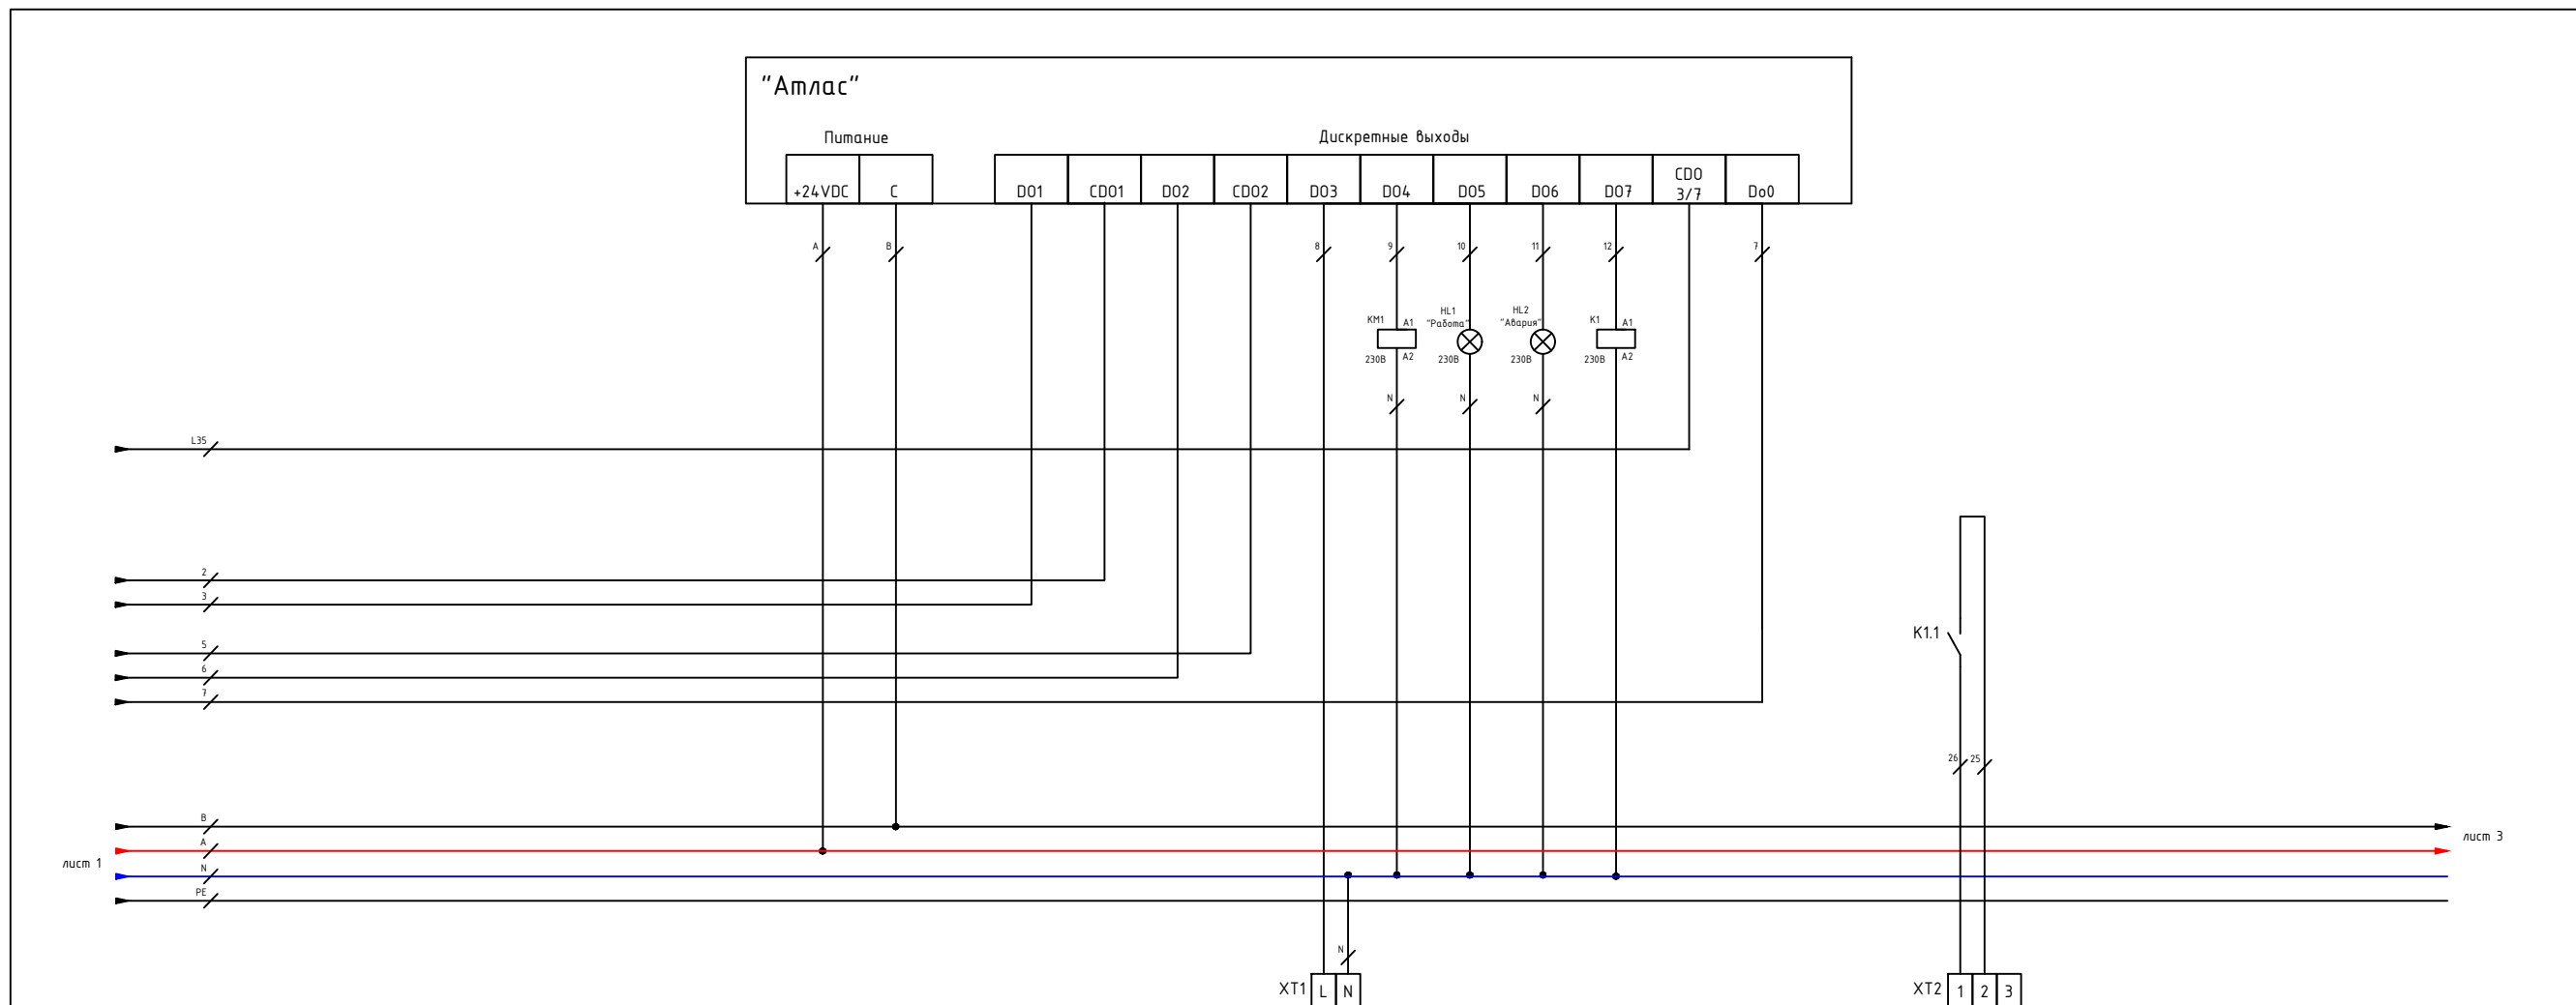 "Атлас"
Питание
Дискретные выходы
+24VDC C DO1 CDO1 DO2 CDO2 DO3 DO4 DO5 DO6 DO7 CDO 3/7 Do0
A B 8 9 10 11 12 7
KM1 A1 A2 230В
HL1 "Работа" 230В
HL2 "Авария" 230В
K1 A1 A2 230В
N N N
L35
2
3
5
6
7
K1.1
26 25
B
A
N
PE
лист 1
лист 3
N
XT1 L N
XT2 1 2 3